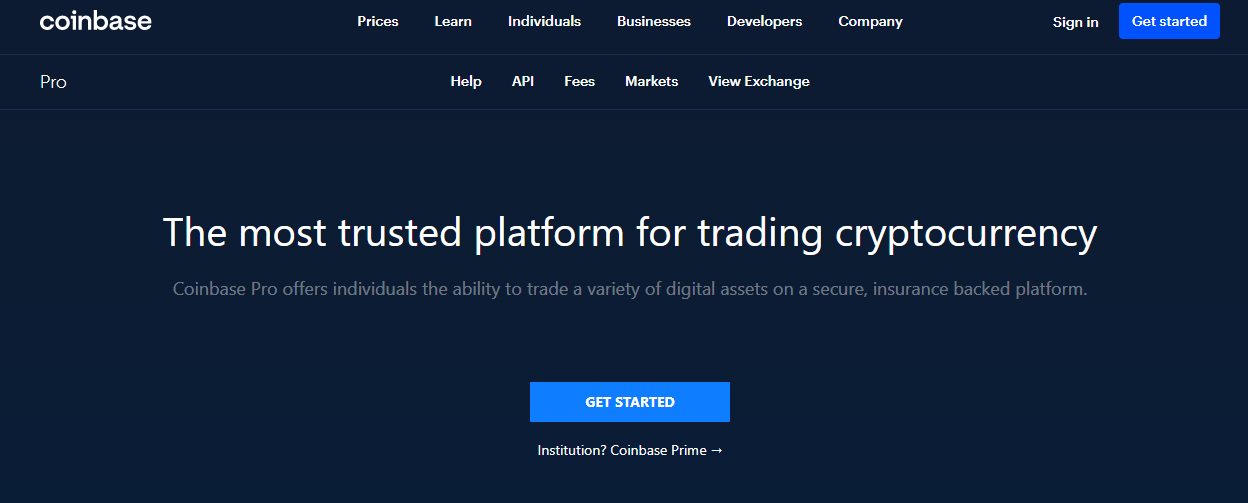 coinbase Prices Learn Individuals Businesses Developers Company Sign in Get started
Pro Help API Fees Markets View Exchange
The most trusted platform for trading cryptocurrency
Coinbase Pro offers individuals the ability to trade a variety of digital assets on a secure, insurance backed platform.
GET STARTED
Institution? Coinbase Prime →